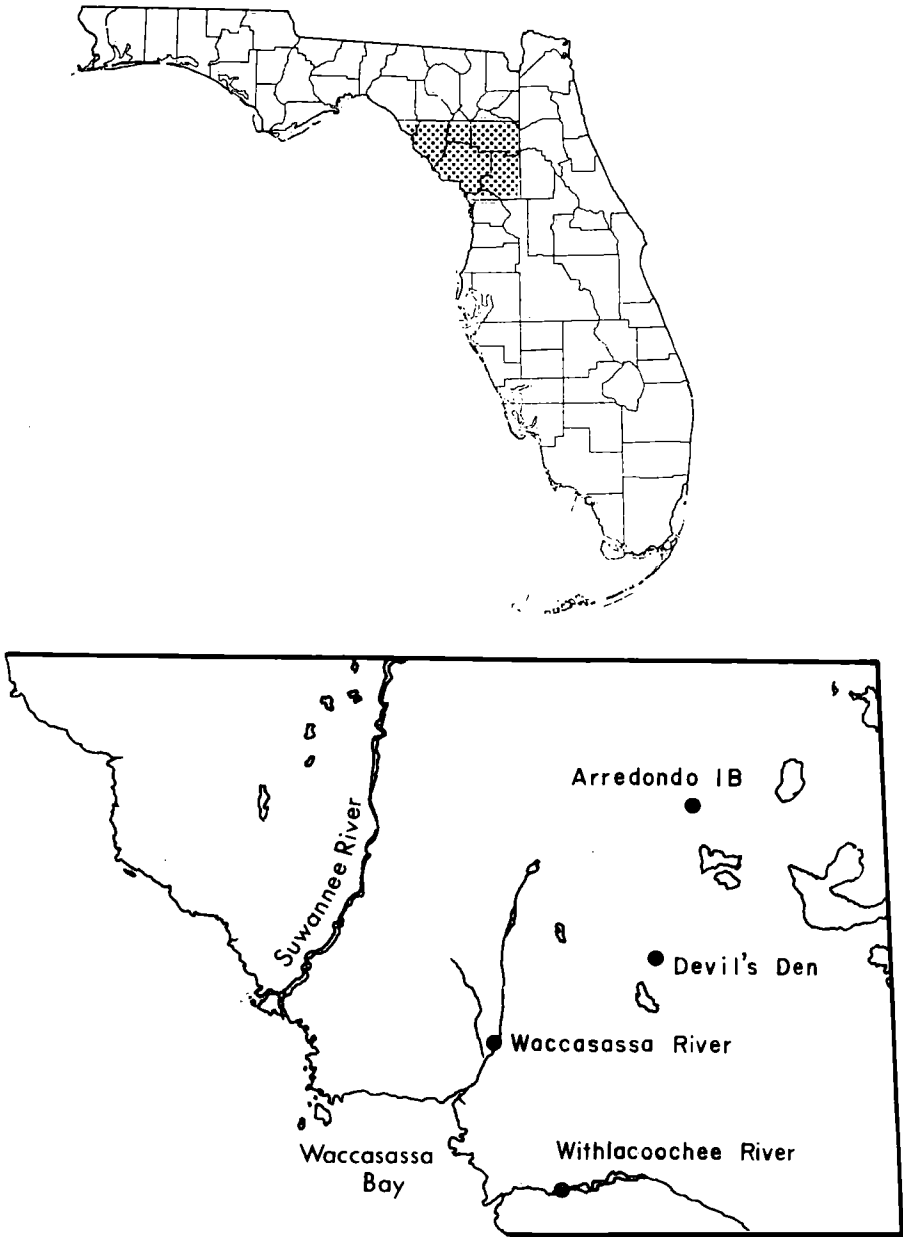 Arredondo IB
Suwannee River
Devil's Den
Waccasassa River
Waccasassa
Bay
Withlacoochee River